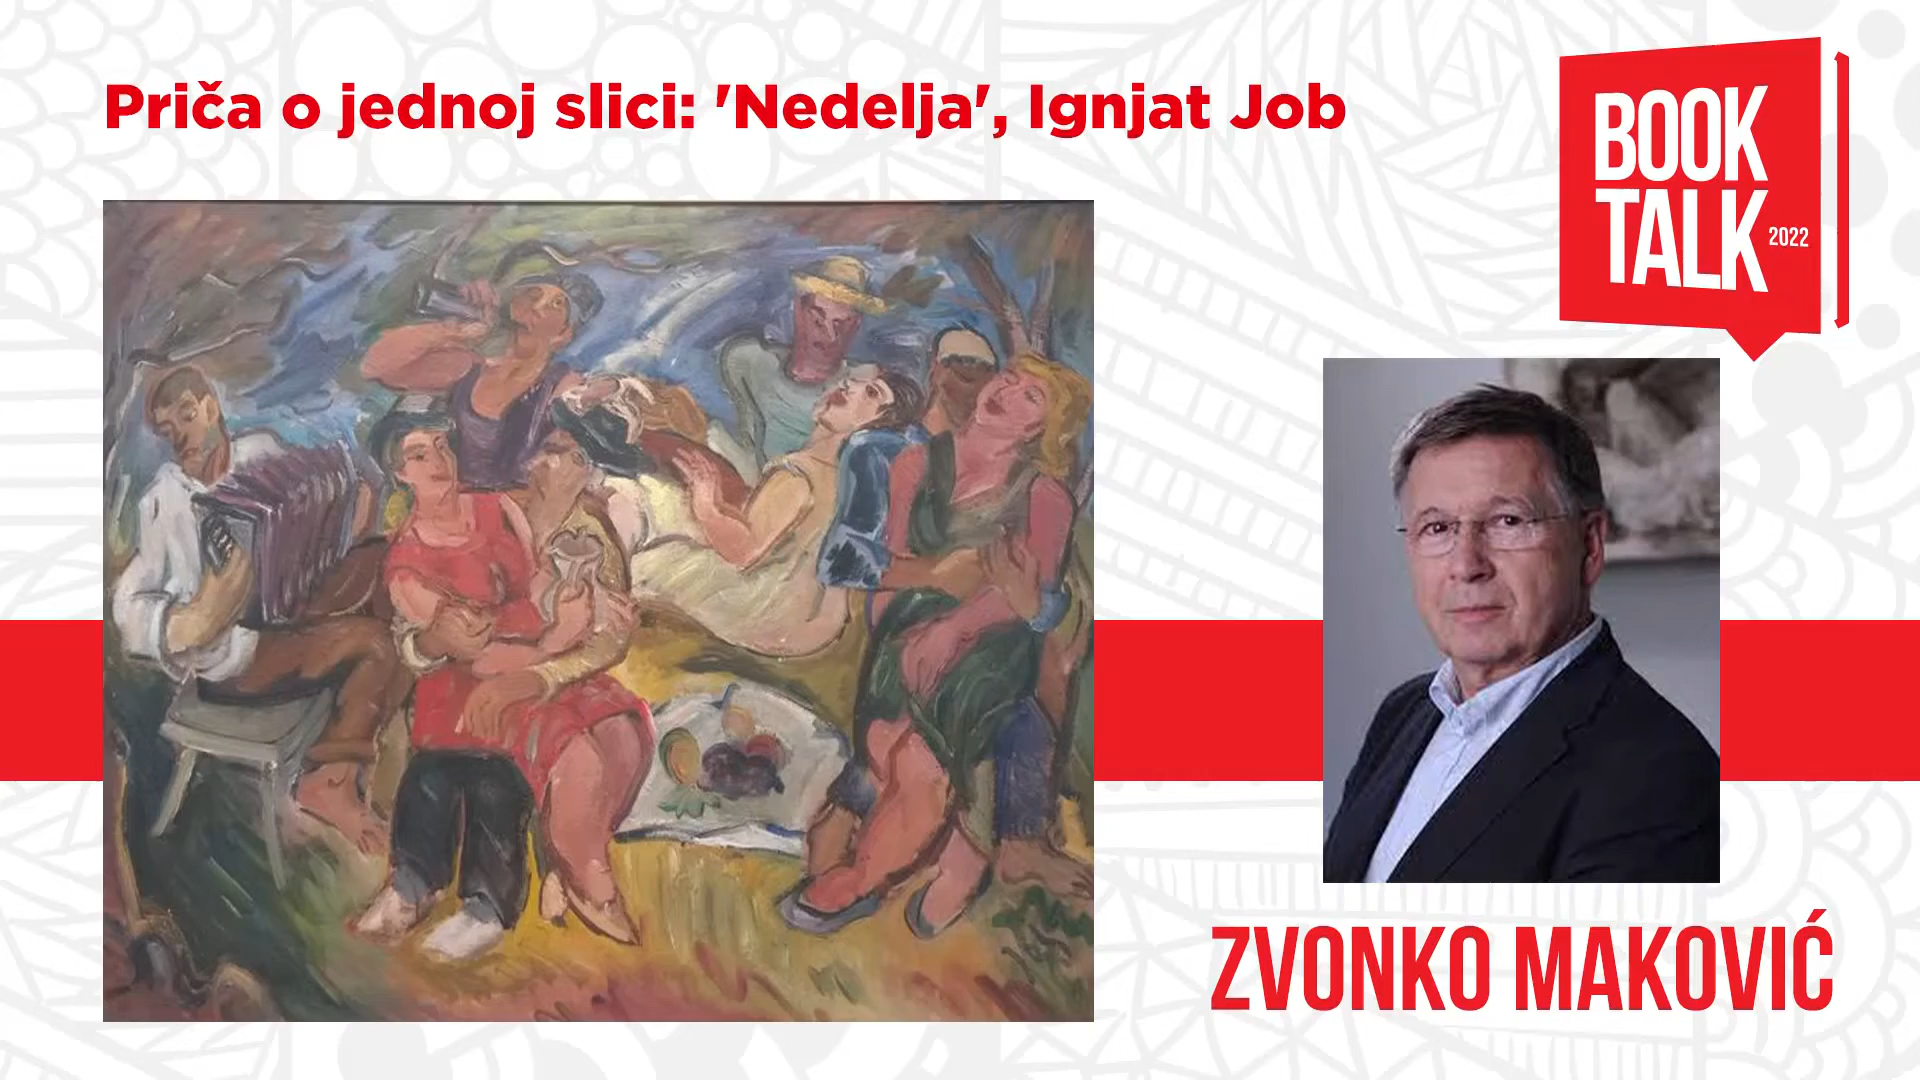 Priča o jednoj slici: 'Nedelja', Ignjat Job
BOOK
TALK
2022
ZVONKO MAKOVIĆ